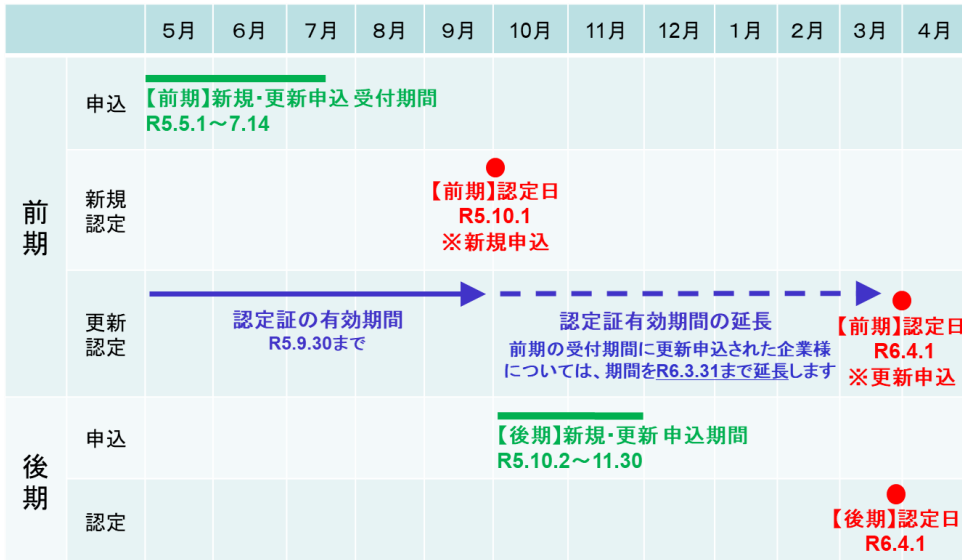 5月 6月 7月 8月 9月 10月 11月 12月 1月 2月 3月 4月
前期
申込
【前期】新規・更新申込 受付期間
R5.5.1～7.14
新規
認定
【前期】認定日
R5.10.1
※新規申込
更新
認定
認定証の有効期間
R5.9.30まで
認定証有効期間の延長
前期の受付期間に更新申込された企業様
については、期間をR6.3.31まで延長します
【前期】認定日
R6.4.1
※更新申込
後期
申込
【後期】新規・更新 申込期間
R5.10.2～11.30
認定
【後期】認定日
R6.4.1